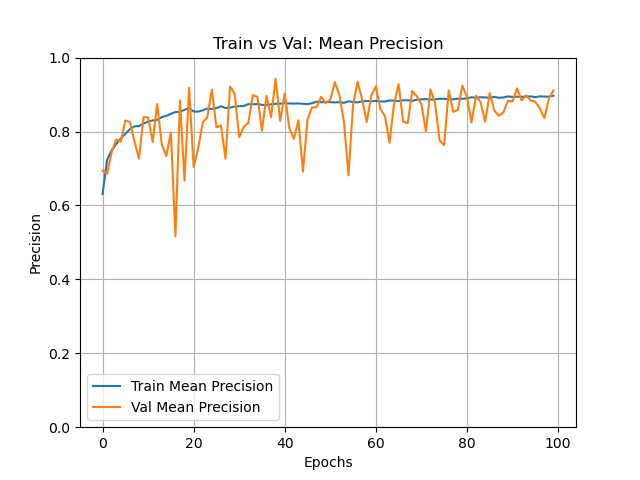 Train vs Val: Mean Precision
1.0
0.8
0.6
0.4
0.2
0.0
Precision
Train Mean Precision
Val Mean Precision
0 20 40 60 80 100
Epochs